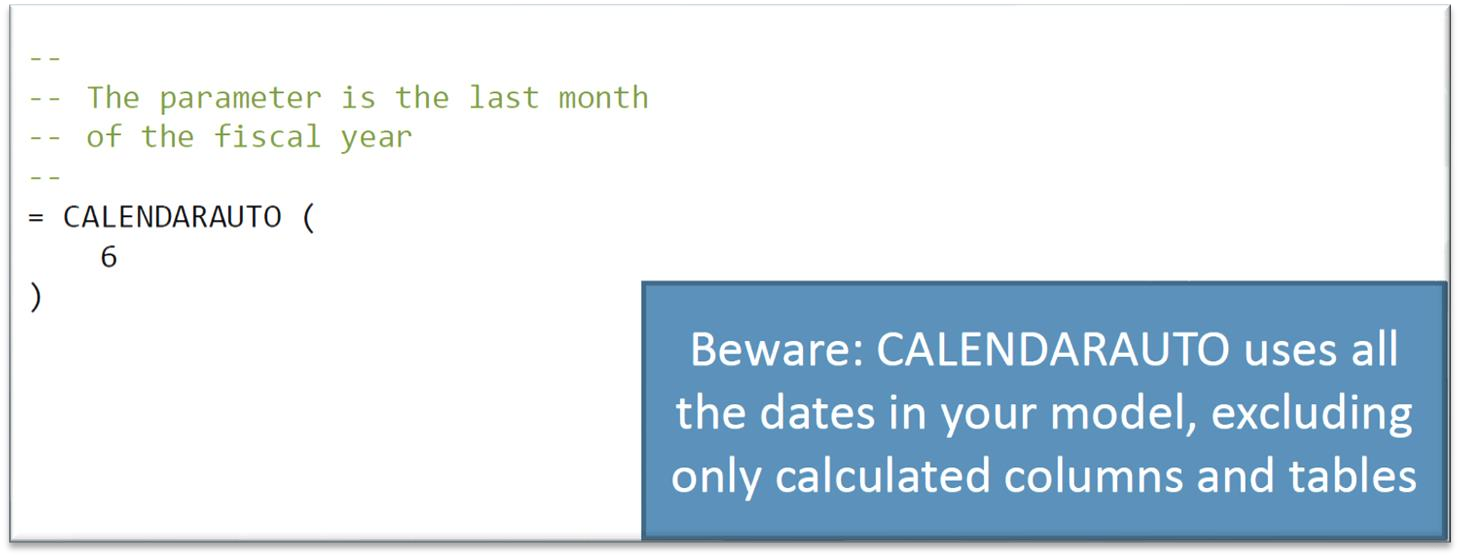 --
-- The parameter is the last month
-- of the fiscal year
--
= CALENDARAUTO (
    6
)
Beware: CALENDARAUTO uses all
the dates in your model, excluding
only calculated columns and tables